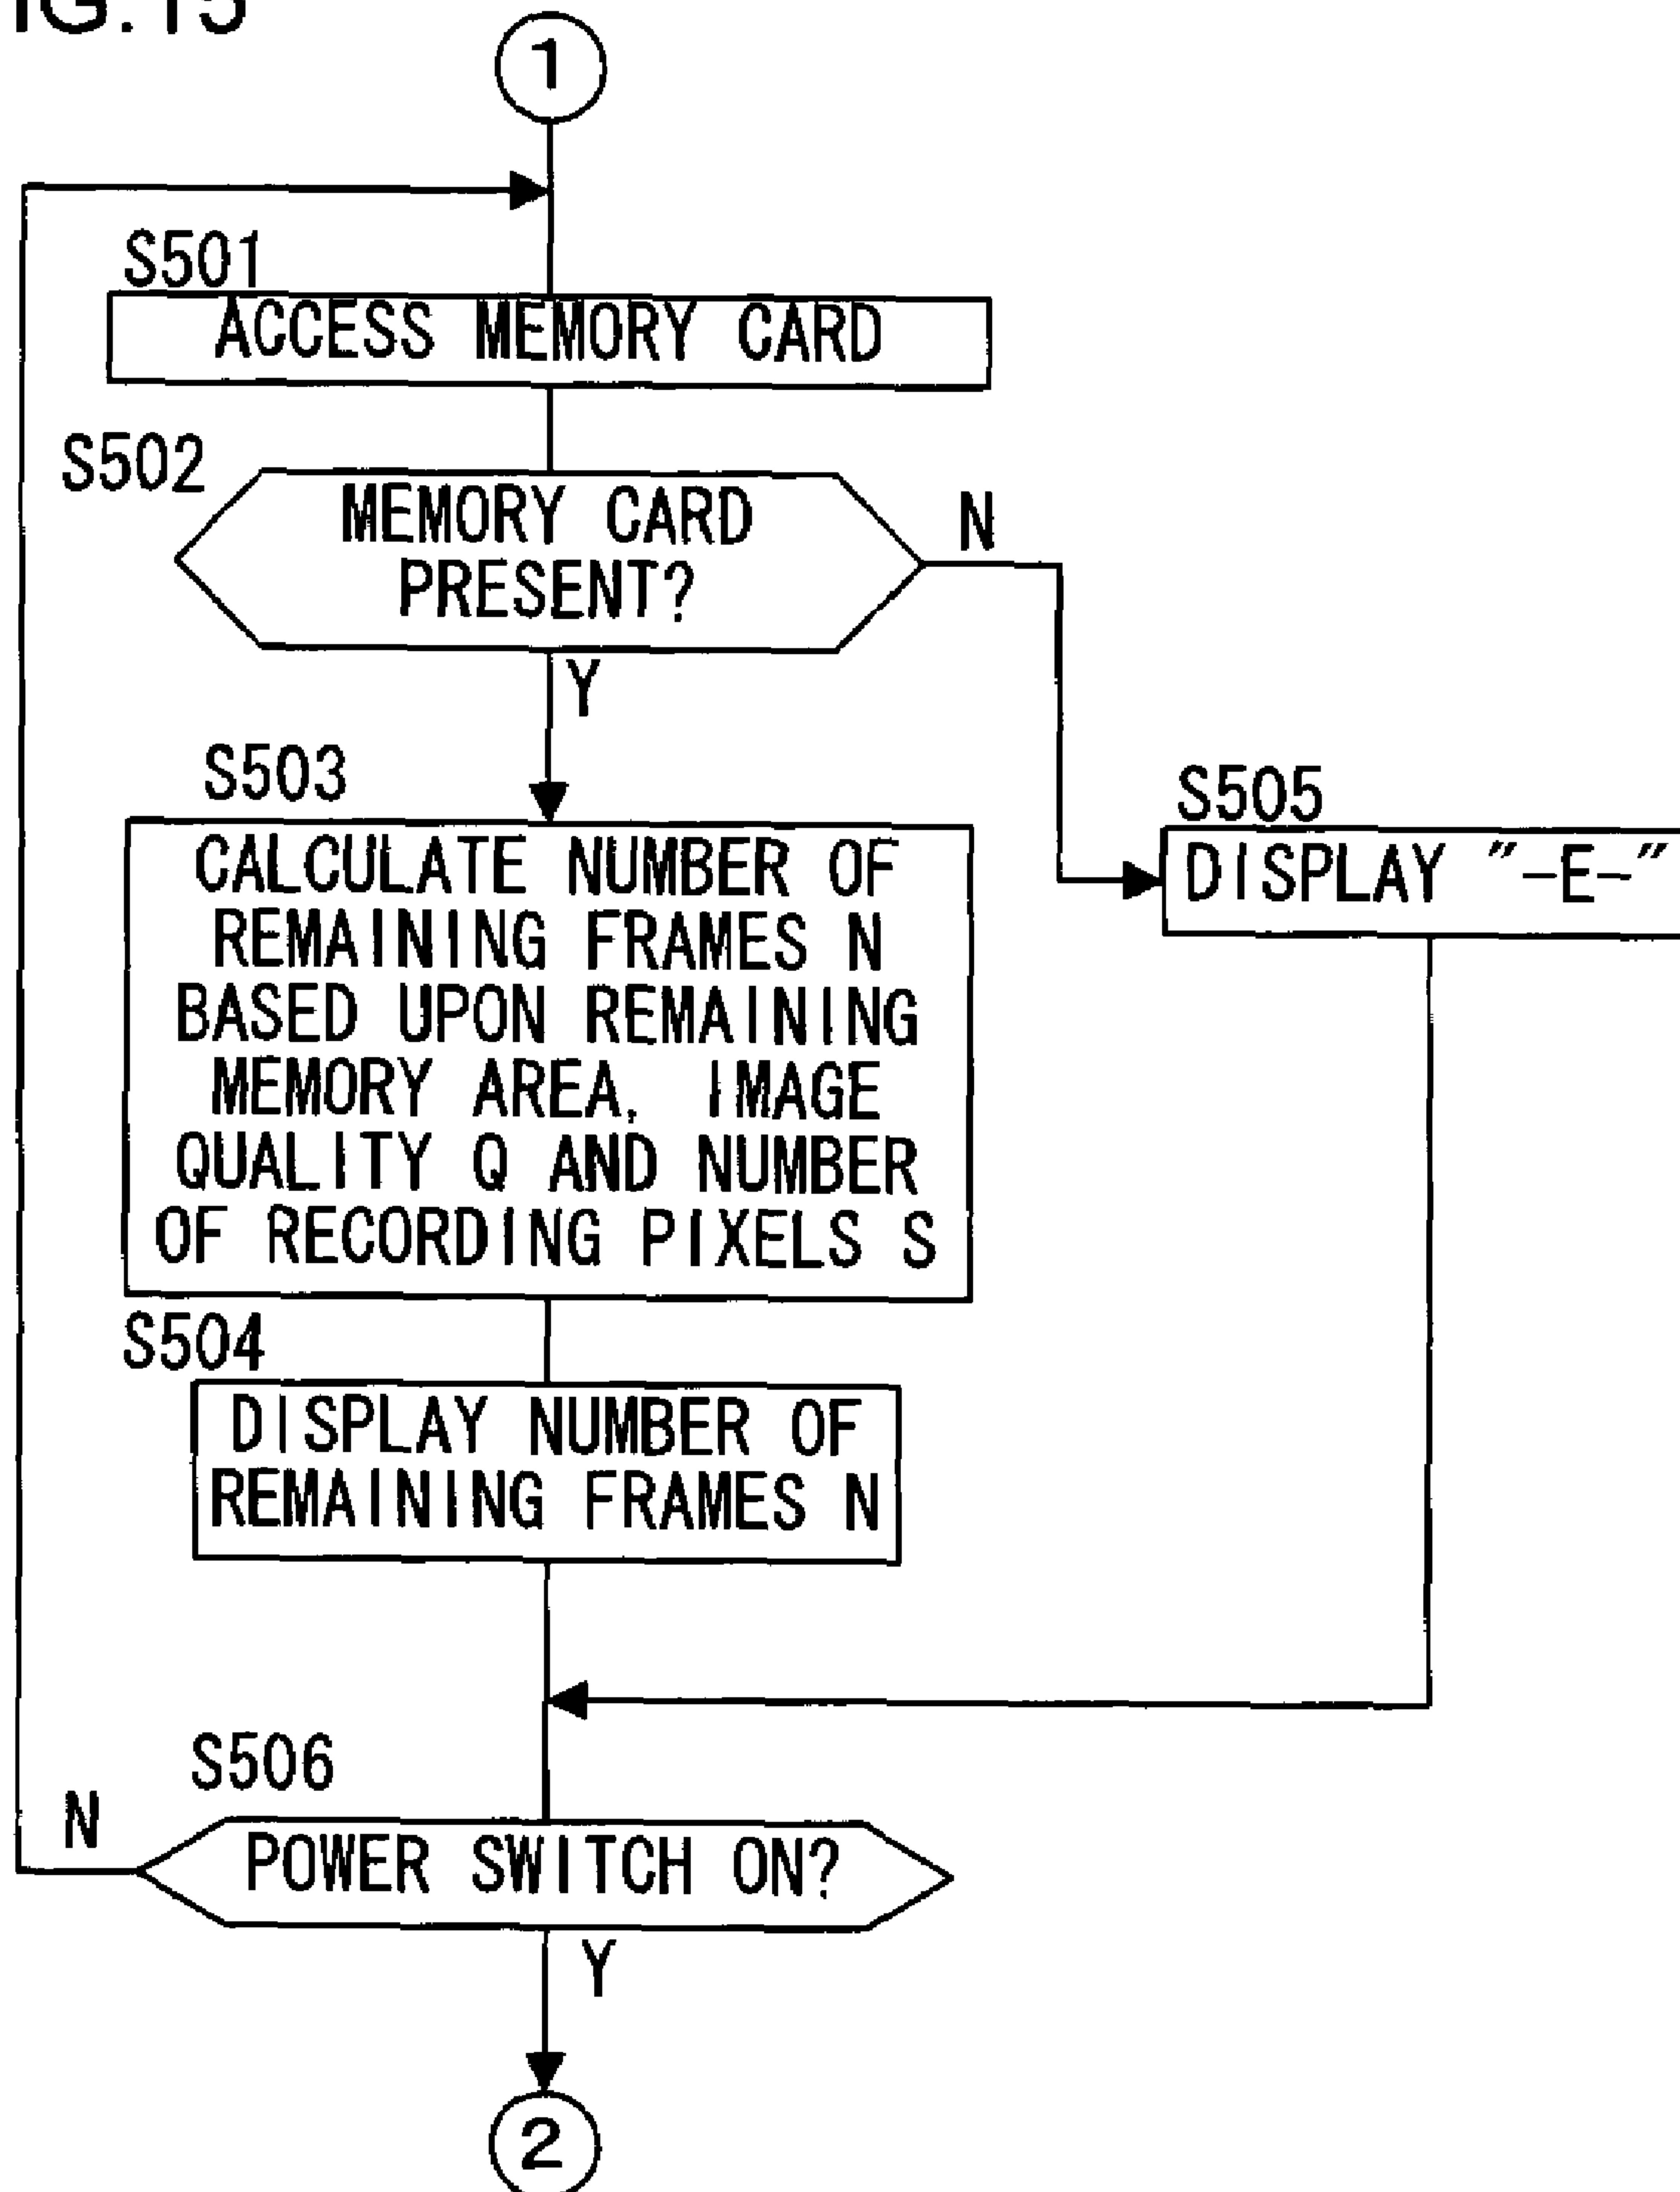 FIG.15
1
S501
ACCESS MEMORY CARD
S502
MEMORY CARD
PRESENT?
N
Y
S503
CALCULATE NUMBER OF
REMAINING FRAMES N
BASED UPON REMAINING
MEMORY AREA, IMAGE
QUALITY Q AND NUMBER
OF RECORDING PIXELS S
S505
DISPLAY "-E-"
S504
DISPLAY NUMBER OF
REMAINING FRAMES N
S506
N
POWER SWITCH ON?
Y
2